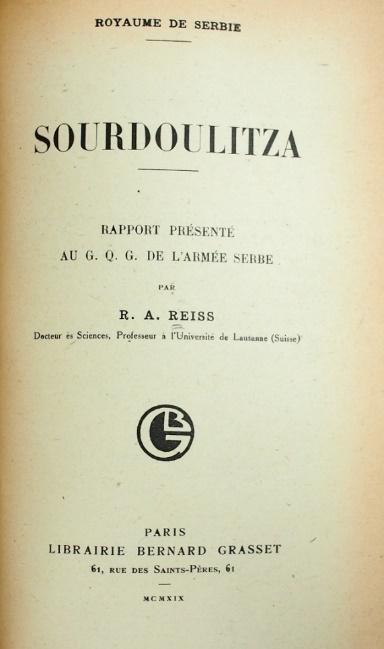 ROYAUME DE SERBIE
SOURDOULITZA
RAPPORT PRÉSENTÉ
AU G. Q. G. DE L'ARMÉE SERBE
PAR
R. A. REISS
Docteur ès Sciences, Professeur à l'Université de Lausanne (Suisse)
BG
PARIS
LIBRAIRIE BERNARD GRASSET
61, RUE DES SAINTS-PÈRES, 61
MCMXIX